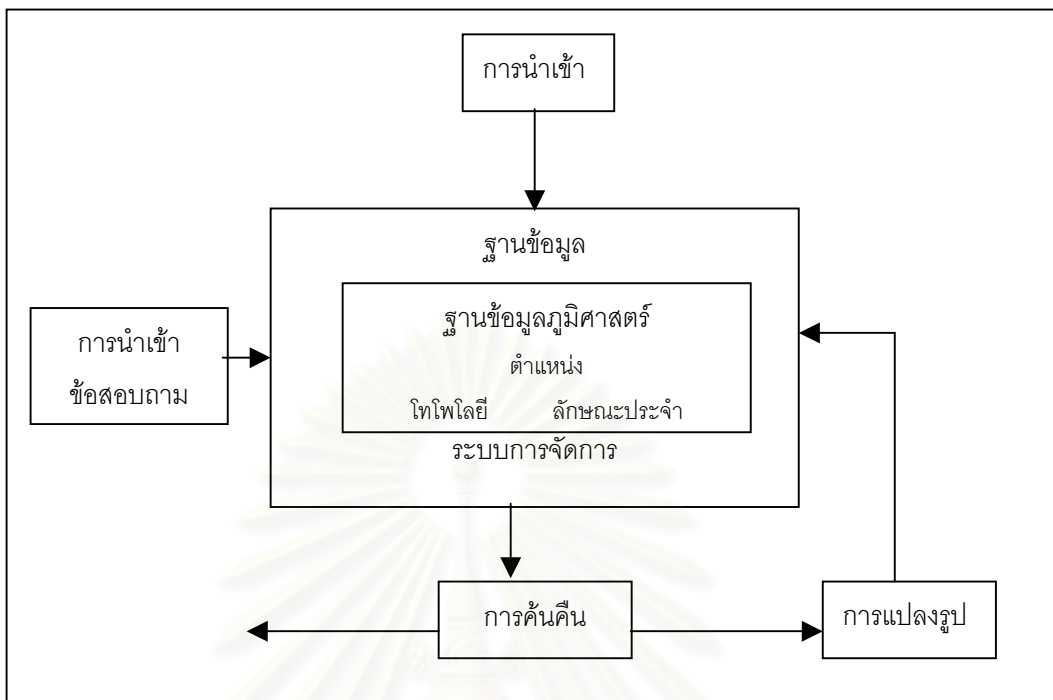 การนำเข้า
ฐานข้อมูล
ฐานข้อมูลภูมิศาสตร์
ตำแหน่ง
โทโพโลยี ลักษณะประจำ
ระบบการจัดการ
การนำเข้า
ข้อสอบถาม
การค้นคืน
การแปลงรูป